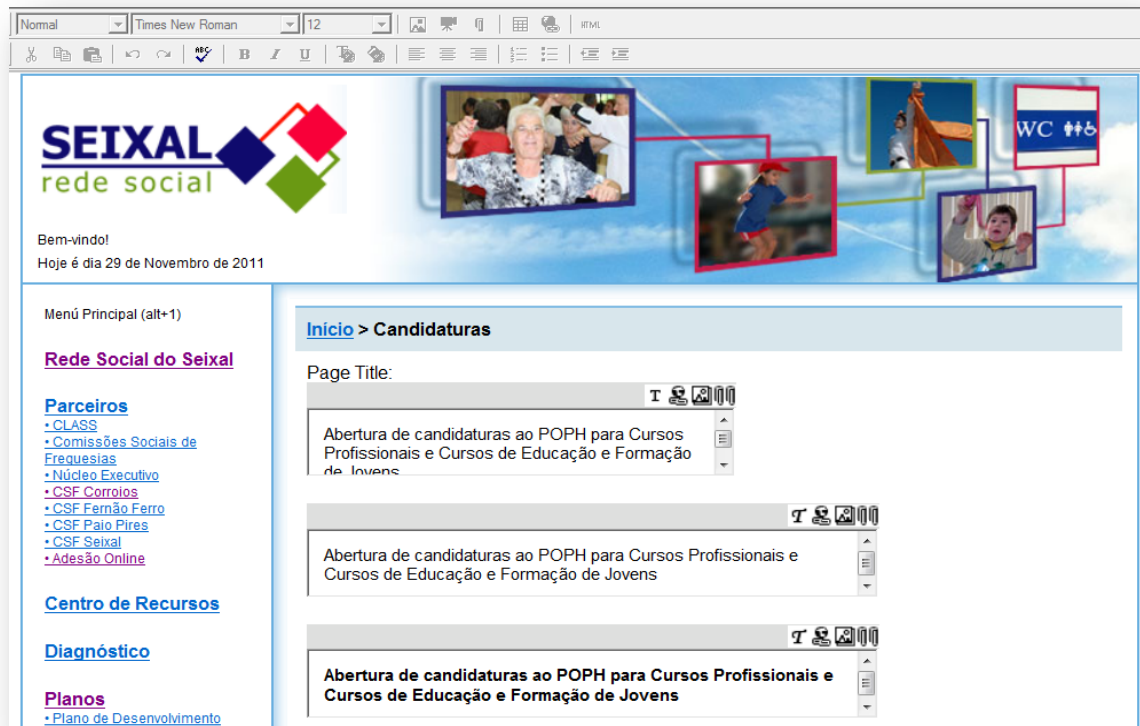 Normal Times New Roman 12 HTML
ABC B I U
SEIXAL
rede social
WC
Bem-vindo!
Hoje é dia 29 de Novembro de 2011
Menú Principal (alt+1)
Rede Social do Seixal
Parceiros
• CLASS
• Comissões Sociais de
Freguesias
• Núcleo Executivo
• CSF Corroios
• CSF Fernão Ferro
• CSF Paio Pires
• CSF Seixal
• Adesão Online
Centro de Recursos
Diagnóstico
Planos
• Plano de Desenvolvimento
Início > Candidaturas
Page Title:
T
Abertura de candidaturas ao POPH para Cursos
Profissionais e Cursos de Educação e Formação
de Jovens
T
Abertura de candidaturas ao POPH para Cursos Profissionais e
Cursos de Educação e Formação de Jovens
T
Abertura de candidaturas ao POPH para Cursos Profissionais e
Cursos de Educação e Formação de Jovens